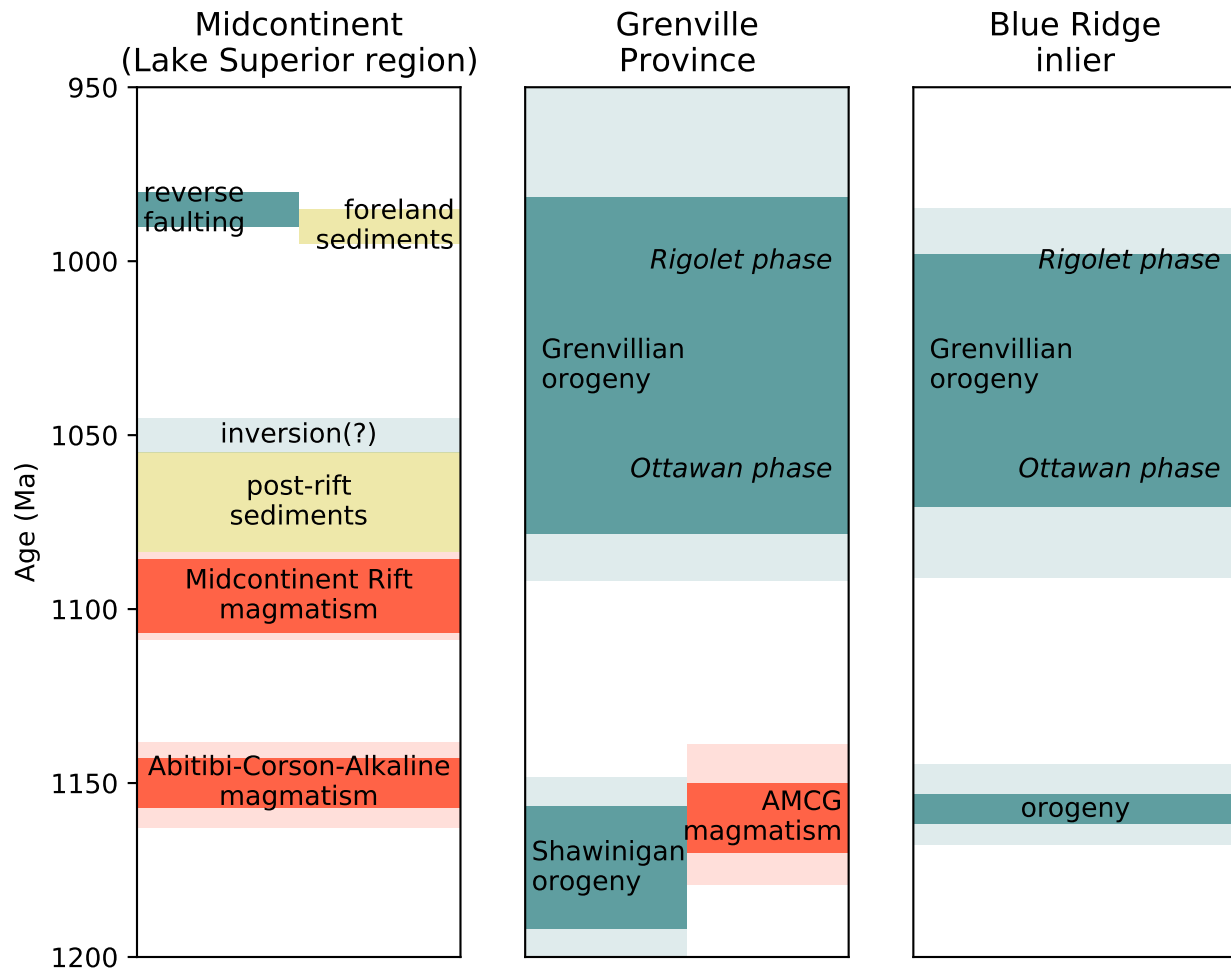 Midcontinent
(Lake Superior region)
Grenville
Province
Blue Ridge
inlier
Age (Ma)
950
1000
1050
1100
1150
1200
reverse
faulting
foreland
sediments
inversion(?)
post-rift
sediments
Midcontinent Rift
magmatism
Abitibi-Corson-Alkaline
magmatism
Rigolet phase
Grenvillian
orogeny
Ottawan phase
AMCG
magmatism
Shawinigan
orogeny
Rigolet phase
Grenvillian
orogeny
Ottawan phase
orogeny